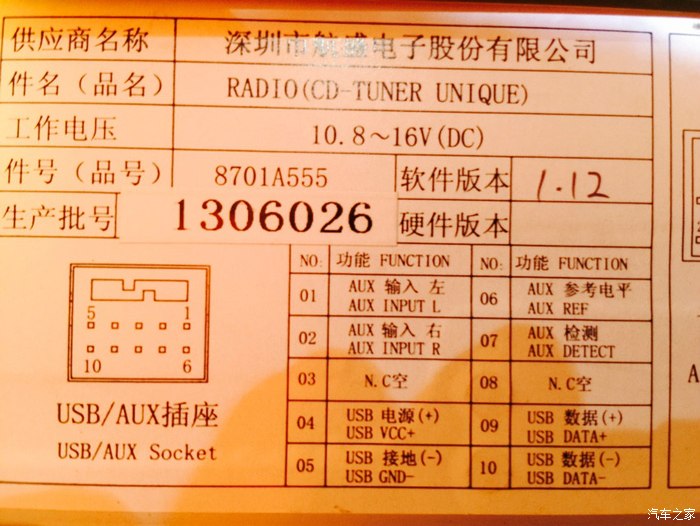 供应商名称 深圳市航盛电子股份有限公司
件名（品名） RADIO(CD-TUNER UNIQUE)
工作电压 10.8～16V(DC)
件号（品号） 8701A555 软件版本 1.12
生产批号 1306026 硬件版本
NO: 功能 FUNCTION NO: 功能 FUNCTION
01 AUX 输入 左 06 AUX 参考电平
AUX INPUT L AUX REF
02 AUX 输入 右 07 AUX 检测
AUX INPUT R AUX DETECT
03 N.C空 08 N.C空
04 USB 电源(+) 09 USB 数据(+)
USB VCC+ USB DATA+
05 USB 接地(-) 10 USB 数据(-)
USB GND- USB DATA-
5 1
10 6
USB/AUX插座
USB/AUX Socket
A
汽车之家